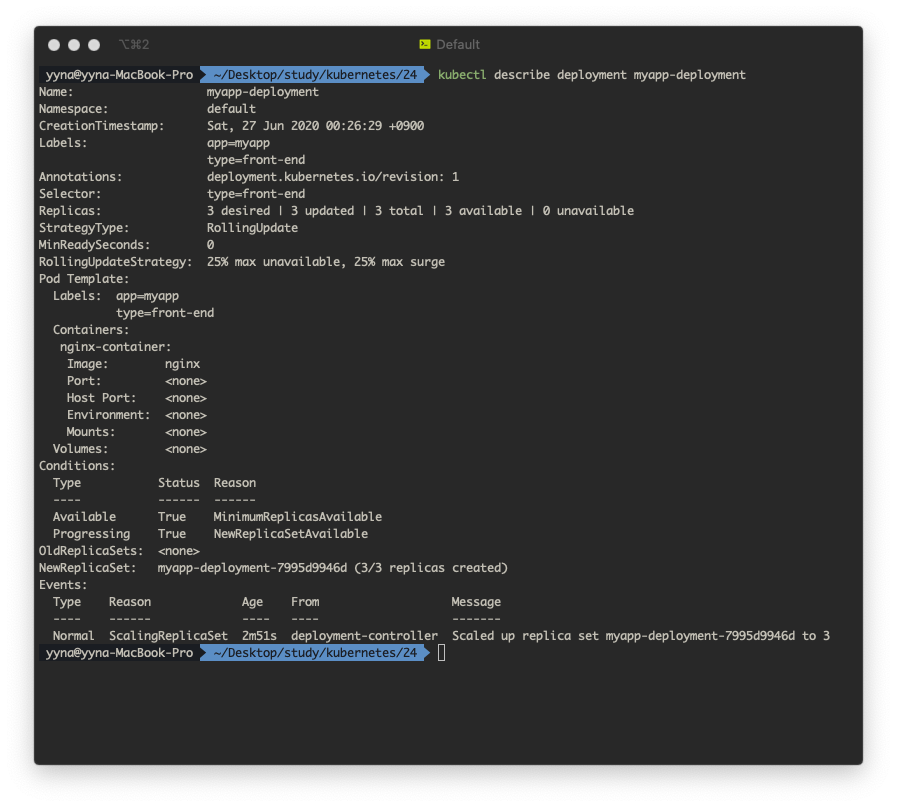 ⌥⌘2 Default
yyna@yyna-MacBook-Pro ~/Desktop/study/kubernetes/24 kubectl describe deployment myapp-deployment
Name:                   myapp-deployment
Namespace:              default
CreationTimestamp:      Sat, 27 Jun 2020 00:26:29 +0900
Labels:                 app=myapp
                        type=front-end
Annotations:            deployment.kubernetes.io/revision: 1
Selector:               type=front-end
Replicas:               3 desired | 3 updated | 3 total | 3 available | 0 unavailable
StrategyType:           RollingUpdate
MinReadySeconds:        0
RollingUpdateStrategy:  25% max unavailable, 25% max surge
Pod Template:
  Labels:  app=myapp
           type=front-end
  Containers:
   nginx-container:
    Image:        nginx
    Port:         <none>
    Host Port:    <none>
    Environment:  <none>
    Mounts:       <none>
  Volumes:        <none>
Conditions:
  Type           Status  Reason
  ----           ------  ------
  Available      True    MinimumReplicasAvailable
  Progressing    True    NewReplicaSetAvailable
OldReplicaSets:  <none>
NewReplicaSet:   myapp-deployment-7995d9946d (3/3 replicas created)
Events:
  Type    Reason             Age    From                   Message
  ----    ------             ----   ----                   -------
  Normal  ScalingReplicaSet  2m51s  deployment-controller  Scaled up replica set myapp-deployment-7995d9946d to 3
yyna@yyna-MacBook-Pro ~/Desktop/study/kubernetes/24